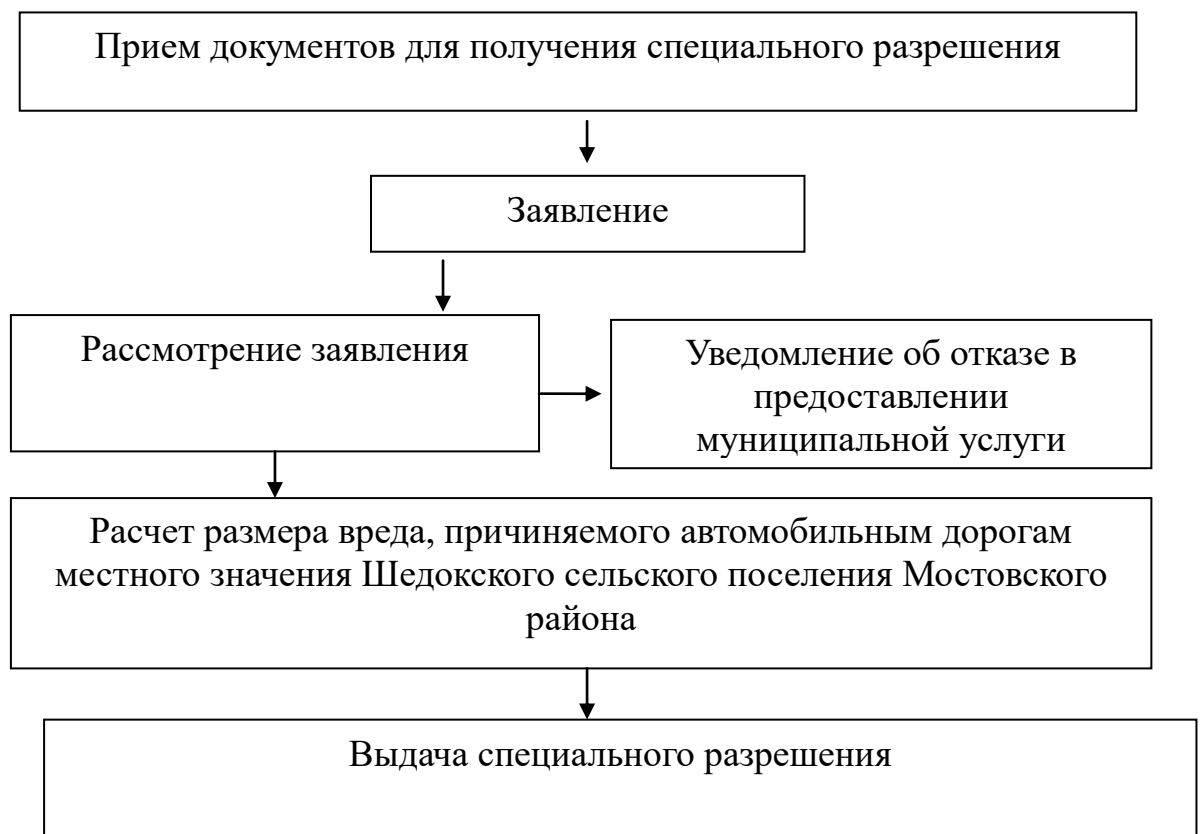 Прием документов для получения специального разрешения
Заявление
Рассмотрение заявления
Уведомление об отказе в
предоставлении
муниципальной услуги
Расчет размера вреда, причиняемого автомобильным дорогам
местного значения Шедокского сельского поселения Мостовского
района
Выдача специального разрешения